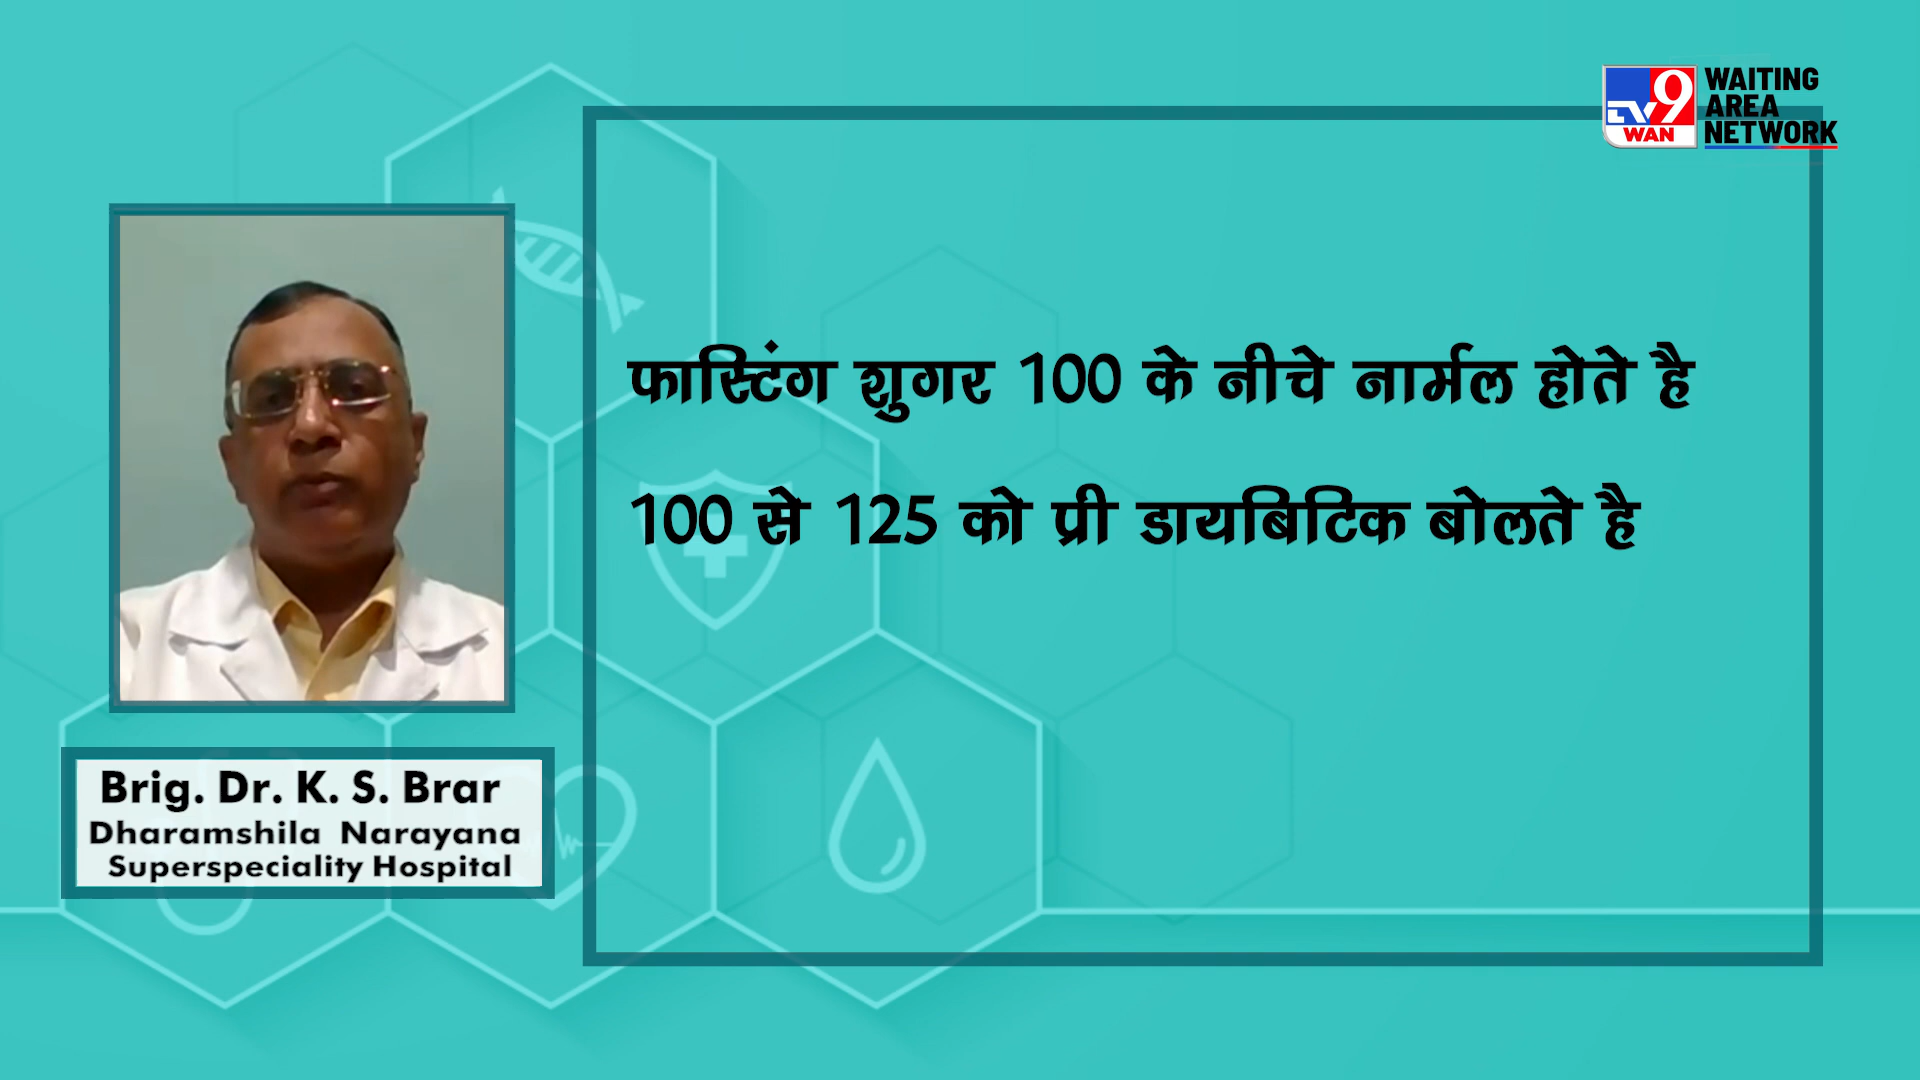 TV9
WAN
WAITING
AREA
NETWORK
फास्टिंग शुगर 100 के नीचे नार्मल होते है
100 से 125 को प्री डायबिटिक बोलते है
Brig. Dr. K. S. Brar
Dharamshila Narayana
Superspeciality Hospital